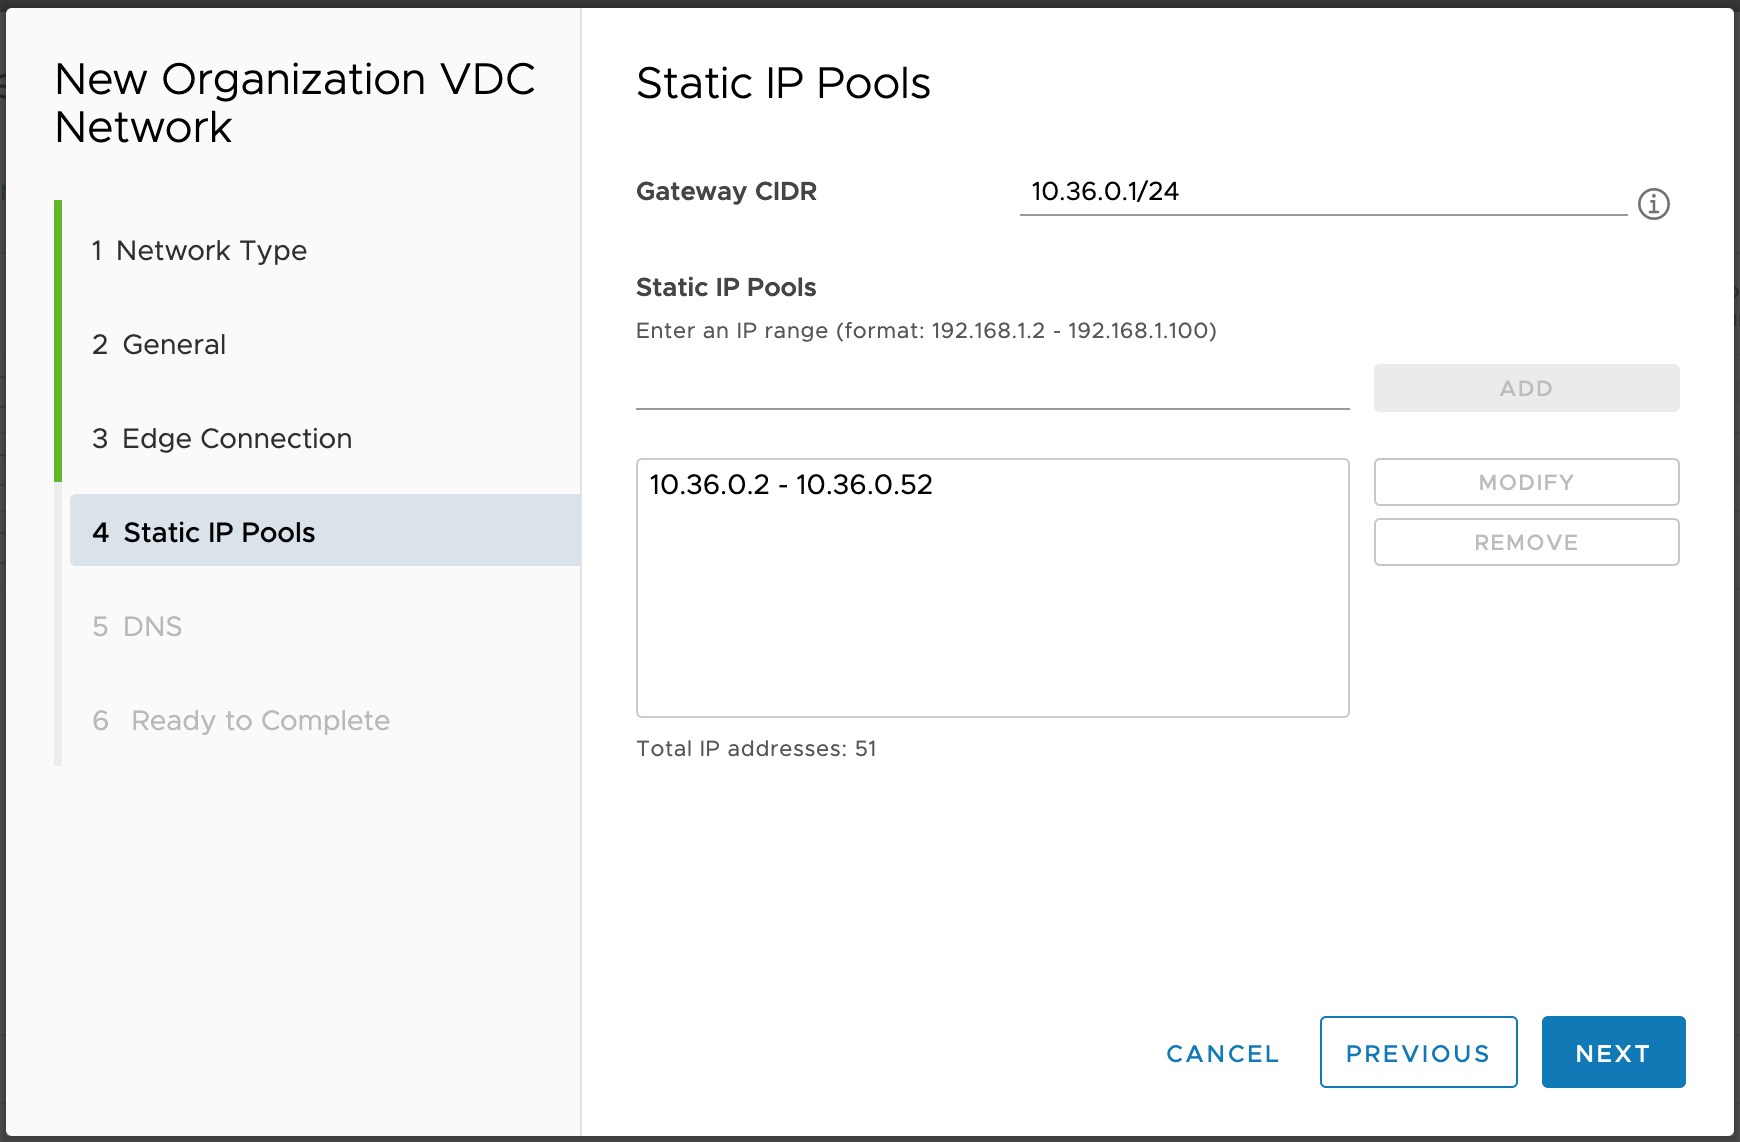 New Organization VDC
Network
1 Network Type
2 General
3 Edge Connection
4 Static IP Pools
5 DNS
6 Ready to Complete
Static IP Pools
Gateway CIDR
10.36.0.1/24
Static IP Pools
Enter an IP range (format: 192.168.1.2 - 192.168.1.100)
ADD
10.36.0.2 - 10.36.0.52
MODIFY
REMOVE
Total IP addresses: 51
CANCEL
PREVIOUS
NEXT